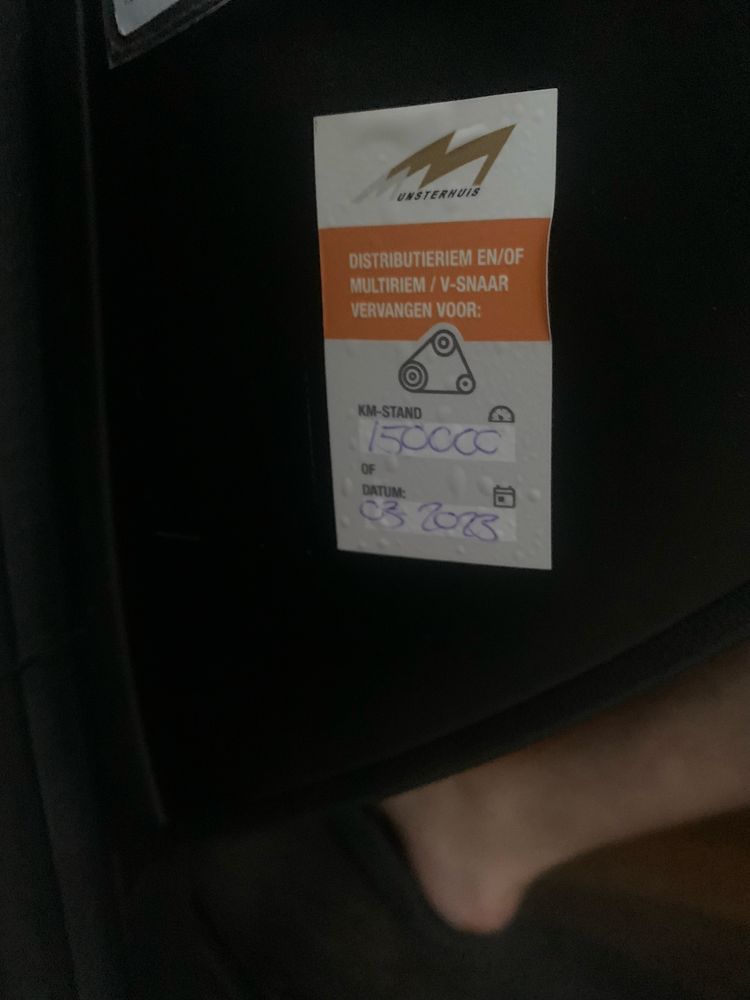 MUNSTERHUIS
DISTRIBUTIERIEM EN/OF
MULTIRIEM / V-SNAAR
VERVANGEN VOOR:
KM-STAND
150000
OF
DATUM:
03 2023